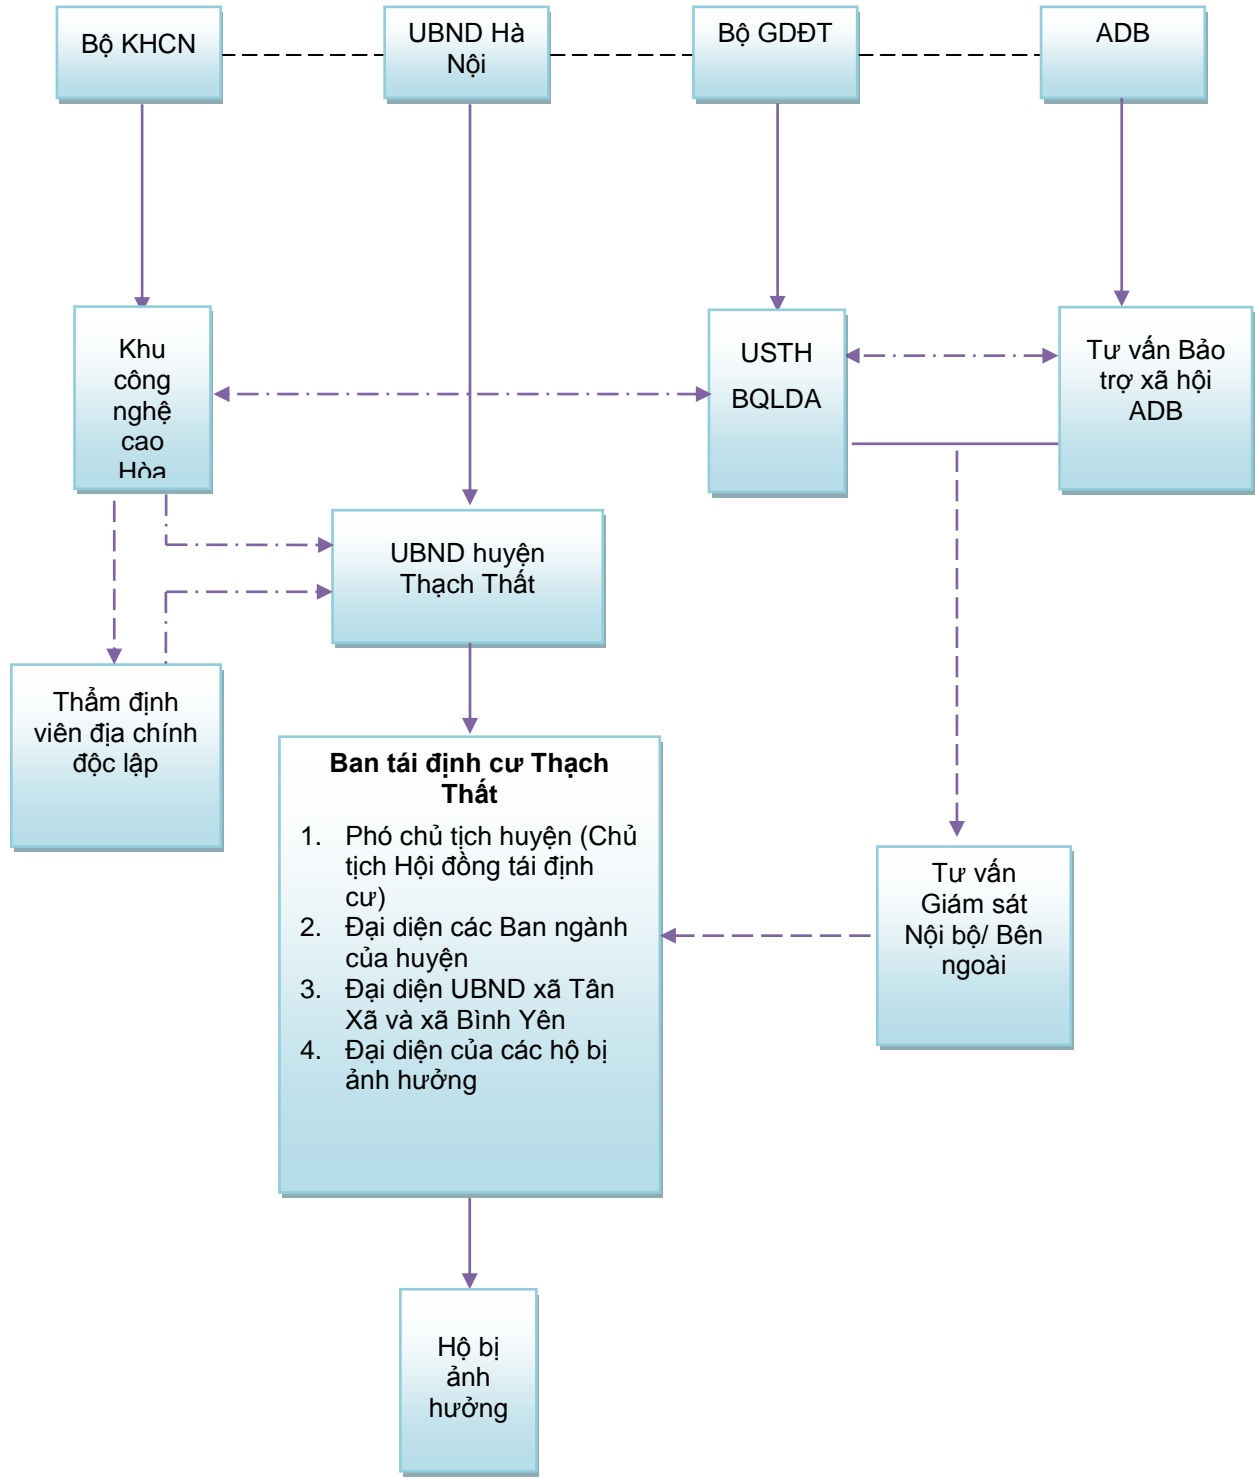 Bộ KHCN
UBND Hà
Nội
Bộ GDĐT
ADB
Khu
công
nghệ
cao
Hòa
USTH
BQLDA
Tư vấn Bảo
trợ xã hội
ADB
UBND huyện
Thạch Thất
Thẩm định
viên địa chính
độc lập
Ban tái định cư Thạch
Thất
1. Phó chủ tịch huyện (Chủ
tịch Hội đồng tái định
cư)
2. Đại diện các Ban ngành
của huyện
3. Đại diện UBND xã Tân
Xã và xã Bình Yên
4. Đại diện của các hộ bị
ảnh hưởng
Tư vấn
Giám sát
Nội bộ/ Bên
ngoài
Hộ bị
ảnh
hưởng